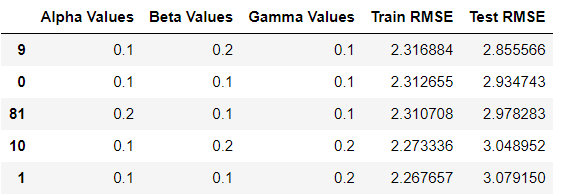 Alpha Values Beta Values Gamma Values Train RMSE Test RMSE
9 0.1 0.2 0.1 2.316884 2.855566
0 0.1 0.1 0.1 2.312655 2.934743
81 0.2 0.1 0.1 2.310708 2.978283
10 0.1 0.2 0.2 2.273336 3.048952
1 0.1 0.1 0.2 2.267657 3.079150